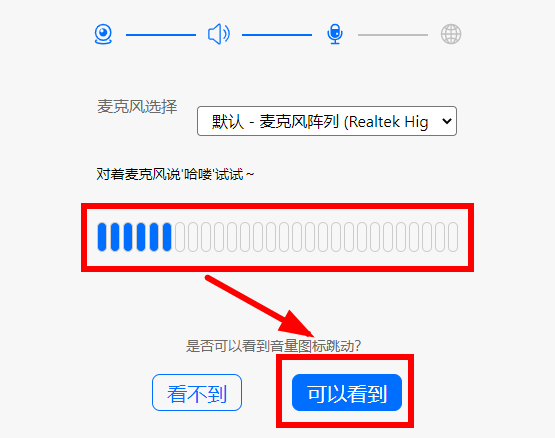 麦克风选择
默认 - 麦克风阵列 (Realtek Hig
对着麦克风说'哈喽'试试～
是否可以看到音量图标跳动?
看不到
可以看到